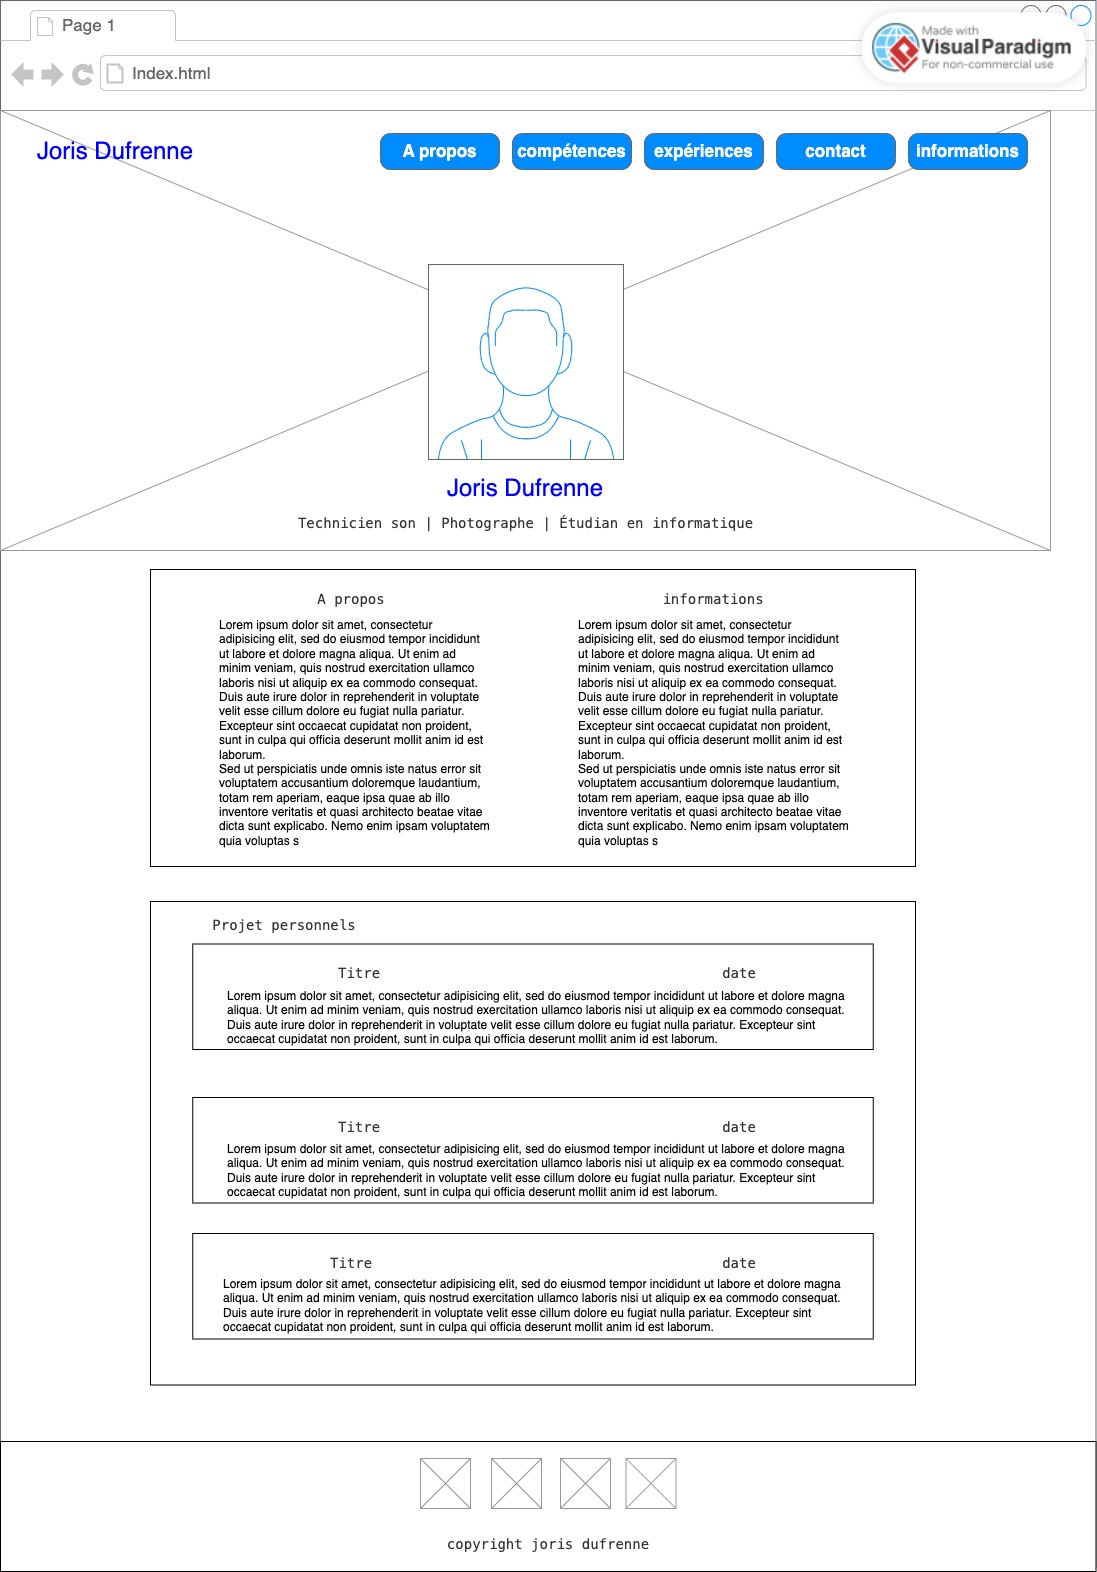 Page 1
Made with
Visual Paradigm
For non-commercial use
Index.html
Joris Dufrenne
A propos
compétences
expériences
contact
informations
Joris Dufrenne
Technicien son | Photographe | Étudian en informatique
A propos
Lorem ipsum dolor sit amet, consectetur
adipisicing elit, sed do eiusmod tempor incididunt
ut labore et dolore magna aliqua. Ut enim ad
minim veniam, quis nostrud exercitation ullamco
laboris nisi ut aliquip ex ea commodo consequat.
Duis aute irure dolor in reprehenderit in voluptate
velit esse cillum dolore eu fugiat nulla pariatur.
Excepteur sint occaecat cupidatat non proident,
sunt in culpa qui officia deserunt mollit anim id est
laborum.
Sed ut perspiciatis unde omnis iste natus error sit
voluptatem accusantium doloremque laudantium,
totam rem aperiam, eaque ipsa quae ab illo
inventore veritatis et quasi architecto beatae vitae
dicta sunt explicabo. Nemo enim ipsam voluptatem
quia voluptas s
informations
Lorem ipsum dolor sit amet, consectetur
adipisicing elit, sed do eiusmod tempor incididunt
ut labore et dolore magna aliqua. Ut enim ad
minim veniam, quis nostrud exercitation ullamco
laboris nisi ut aliquip ex ea commodo consequat.
Duis aute irure dolor in reprehenderit in voluptate
velit esse cillum dolore eu fugiat nulla pariatur.
Excepteur sint occaecat cupidatat non proident,
sunt in culpa qui officia deserunt mollit anim id est
laborum.
Sed ut perspiciatis unde omnis iste natus error sit
voluptatem accusantium doloremque laudantium,
totam rem aperiam, eaque ipsa quae ab illo
inventore veritatis et quasi architecto beatae vitae
dicta sunt explicabo. Nemo enim ipsam voluptatem
quia voluptas s
Projet personnels
Titre
date
Lorem ipsum dolor sit amet, consectetur adipisicing elit, sed do eiusmod tempor incididunt ut labore et dolore magna
aliqua. Ut enim ad minim veniam, quis nostrud exercitation ullamco laboris nisi ut aliquip ex ea commodo consequat.
Duis aute irure dolor in reprehenderit in voluptate velit esse cillum dolore eu fugiat nulla pariatur. Excepteur sint
occaecat cupidatat non proident, sunt in culpa qui officia deserunt mollit anim id est laborum.
Titre
date
Lorem ipsum dolor sit amet, consectetur adipisicing elit, sed do eiusmod tempor incididunt ut labore et dolore magna
aliqua. Ut enim ad minim veniam, quis nostrud exercitation ullamco laboris nisi ut aliquip ex ea commodo consequat.
Duis aute irure dolor in reprehenderit in voluptate velit esse cillum dolore eu fugiat nulla pariatur. Excepteur sint
occaecat cupidatat non proident, sunt in culpa qui officia deserunt mollit anim id est laborum.
Titre
date
Lorem ipsum dolor sit amet, consectetur adipisicing elit, sed do eiusmod tempor incididunt ut labore et dolore magna
aliqua. Ut enim ad minim veniam, quis nostrud exercitation ullamco laboris nisi ut aliquip ex ea commodo consequat.
Duis aute irure dolor in reprehenderit in voluptate velit esse cillum dolore eu fugiat nulla pariatur. Excepteur sint
occaecat cupidatat non proident, sunt in culpa qui officia deserunt mollit anim id est laborum.
copyright joris dufrenne